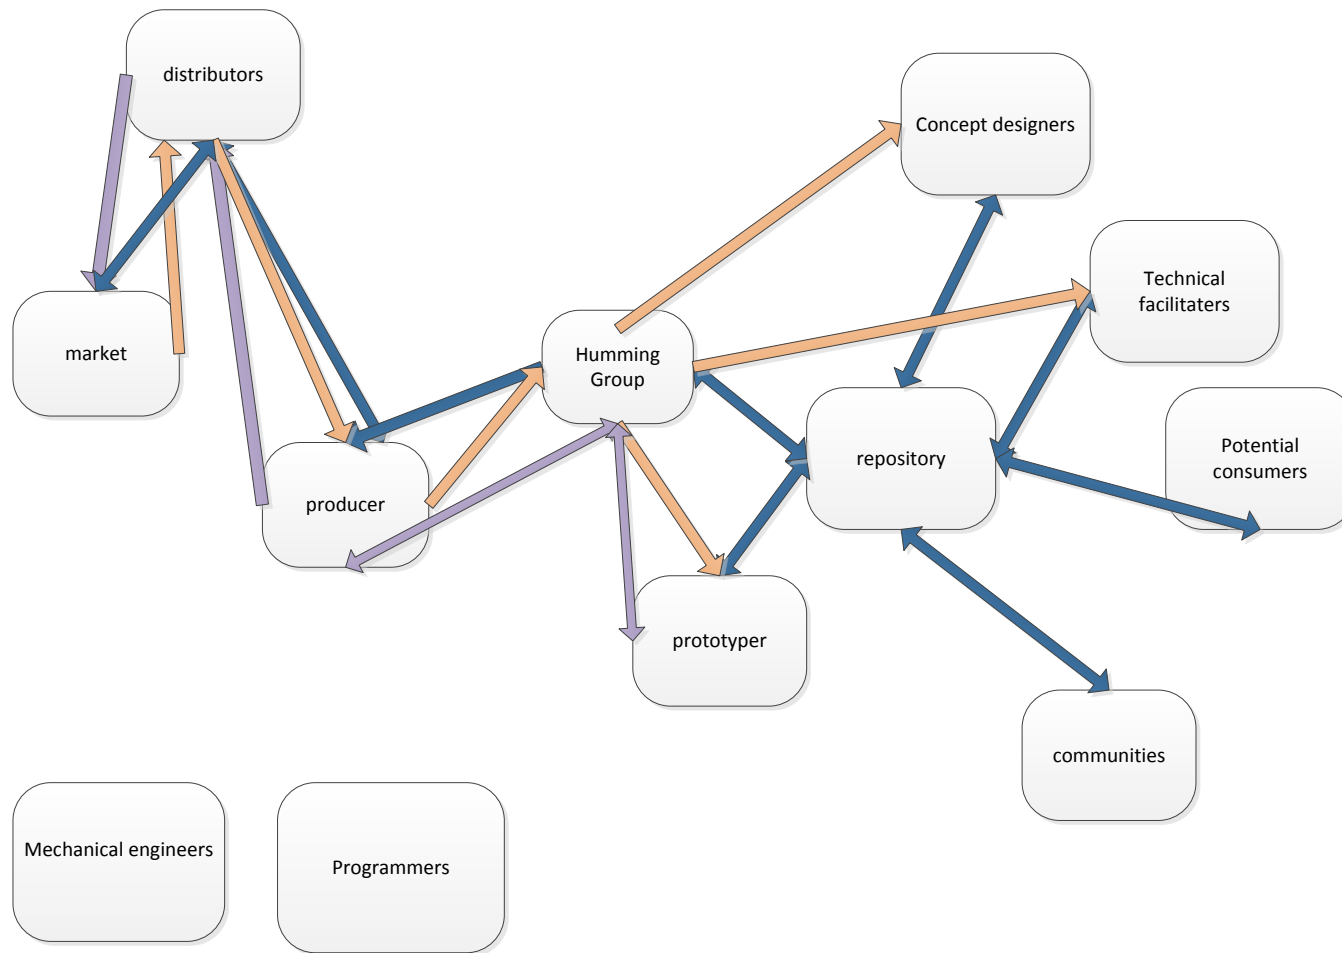 distributors
Concept designers
Technical
facilitaters
market
Humming
Group
Potential
consumers
repository
producer
prototyper
communities
Mechanical engineers
Programmers